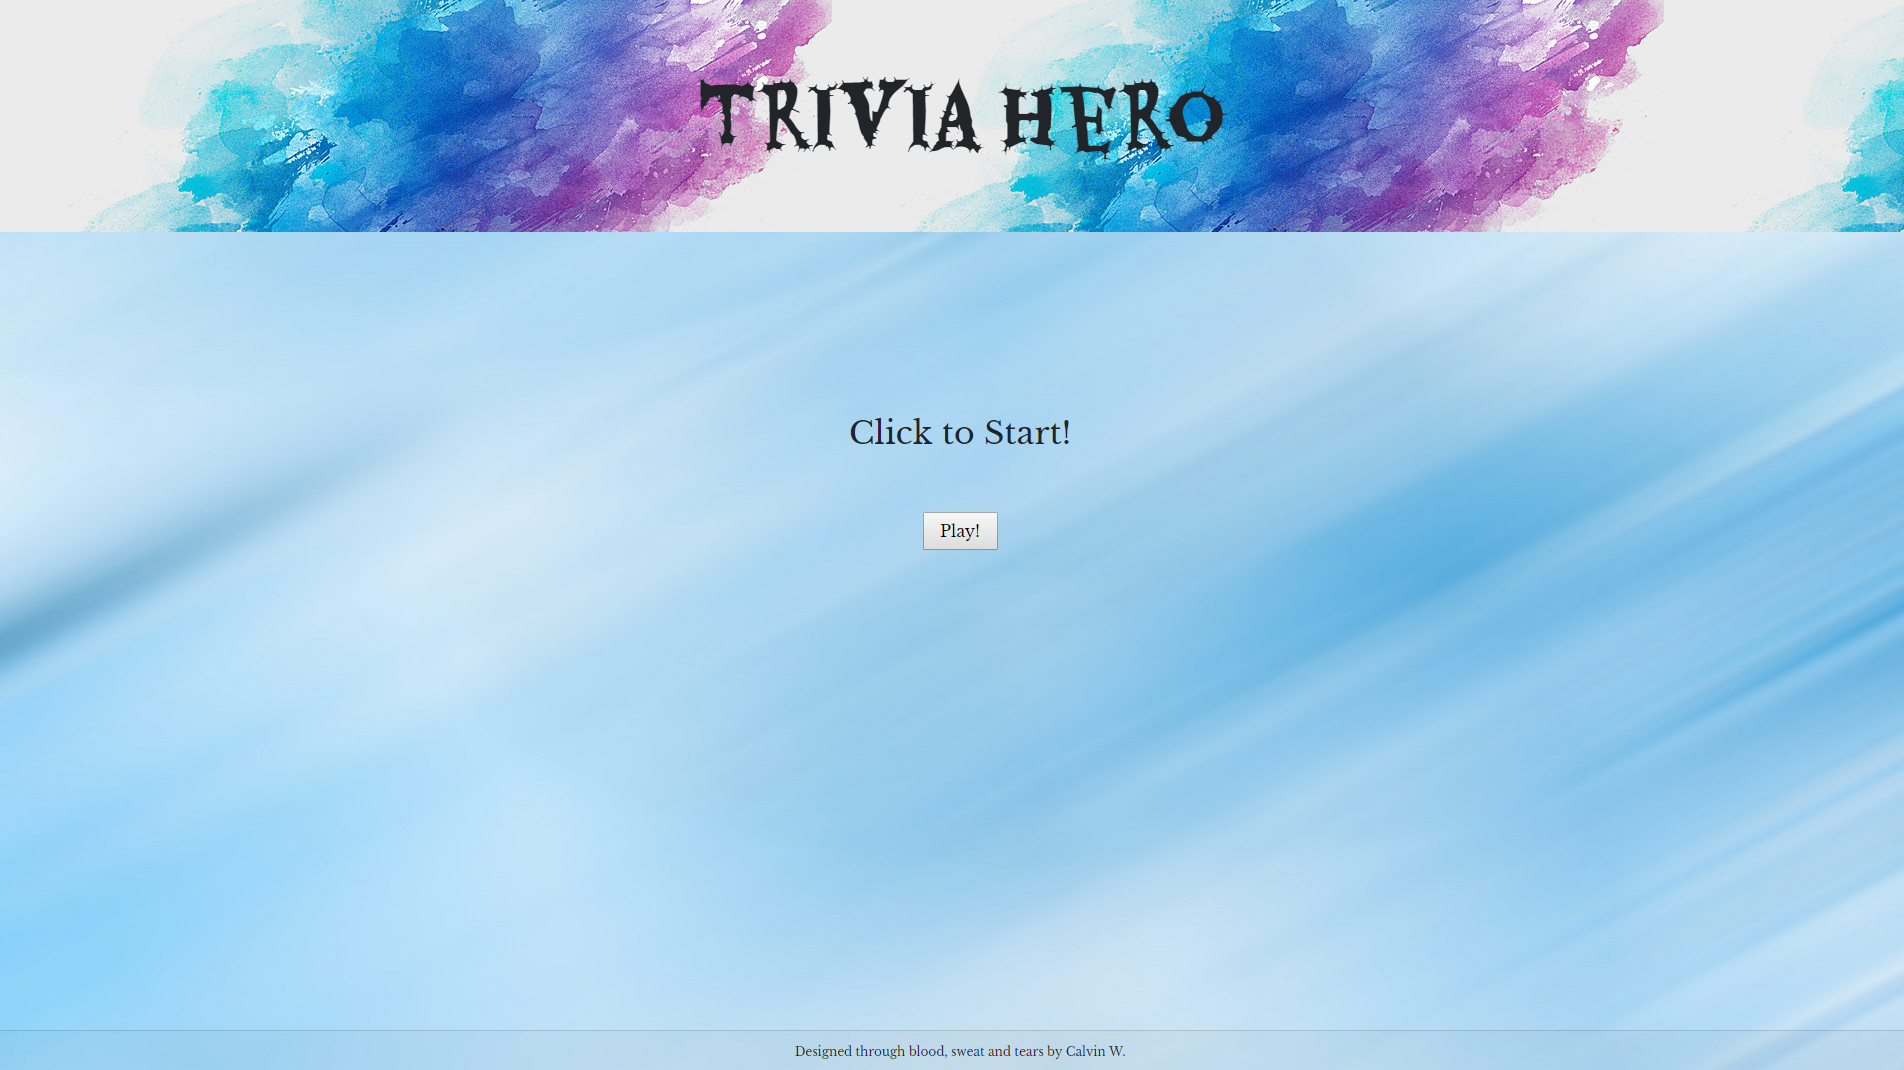 TRIVIA HERO
Click to Start!
Play!
Designed through blood, sweat and tears by Calvin W.